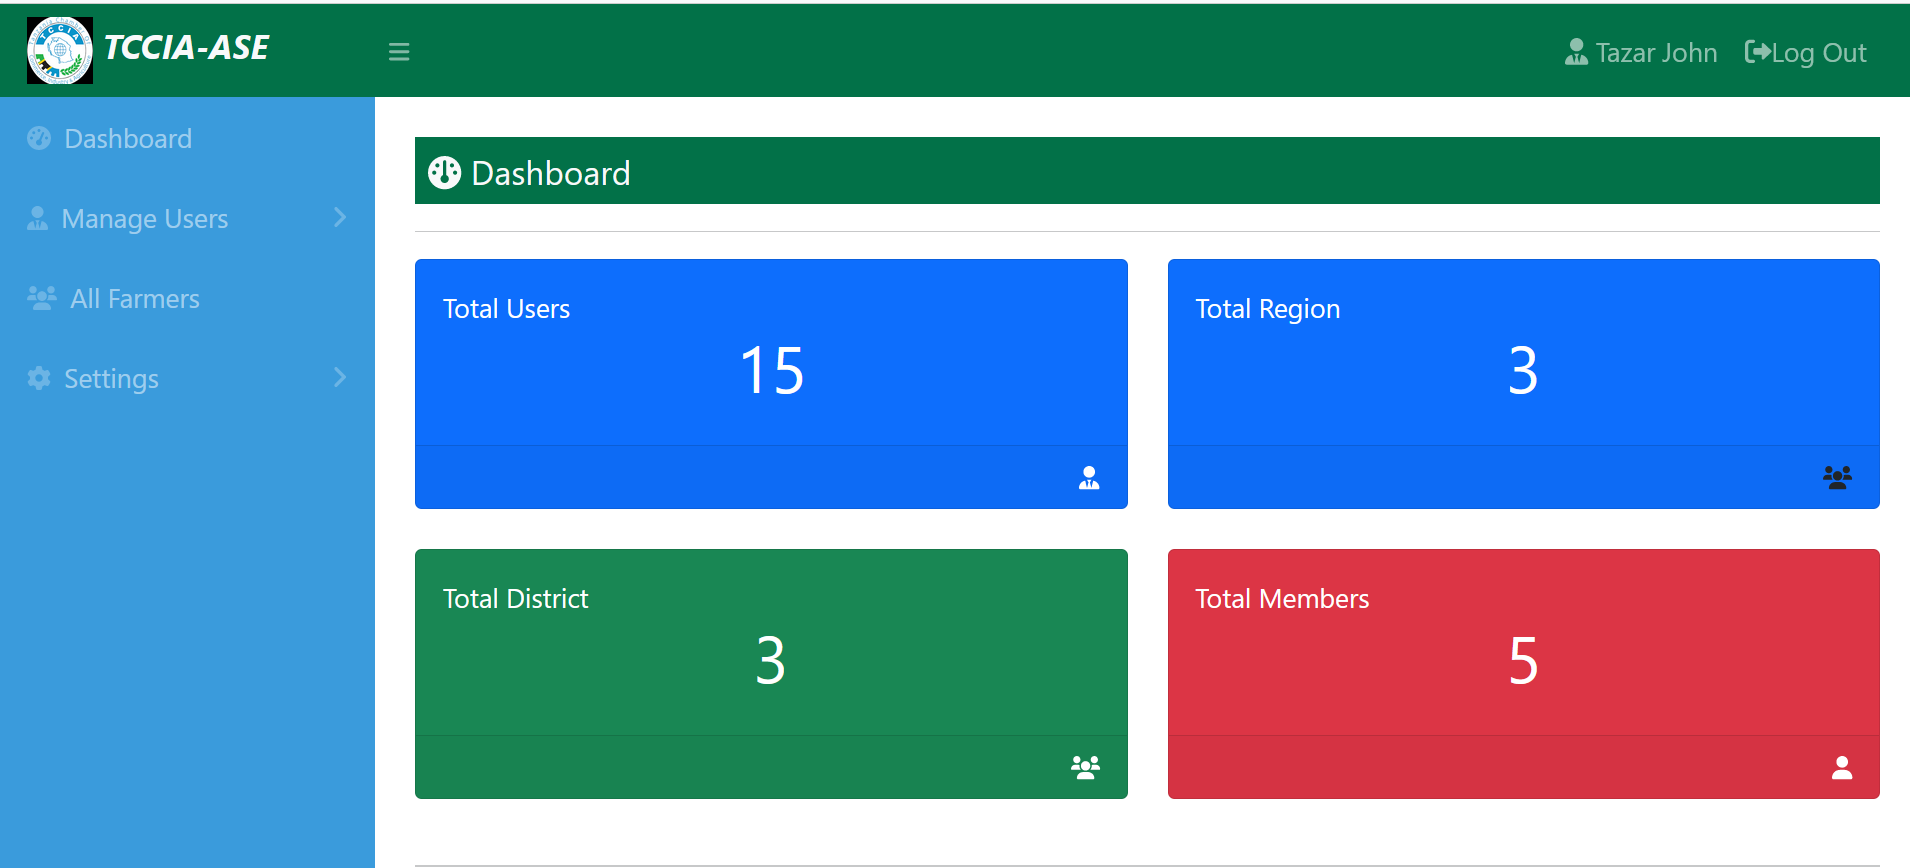 TCCIA
TCCIA-ASE
Tazar John
Log Out
Dashboard
Manage Users
All Farmers
Settings
Dashboard
Total Users
15
Total Region
3
Total District
3
Total Members
5